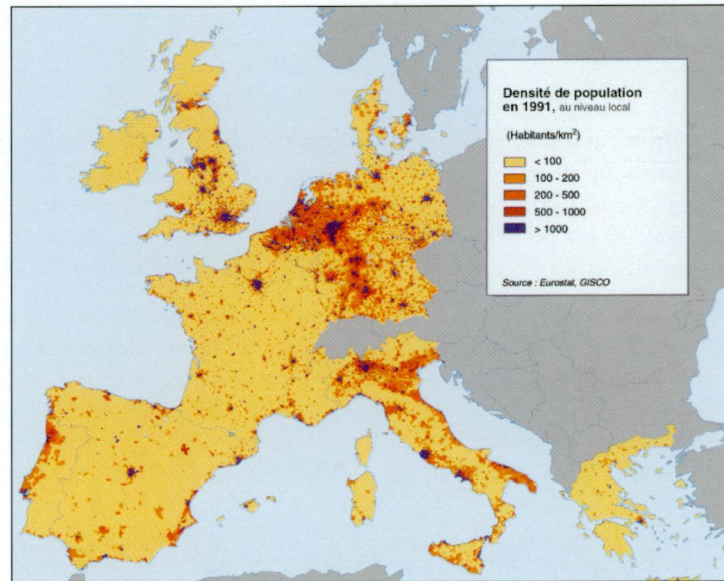 Densité de population
en 1991, au niveau local
(Habitants/km²)
< 100
100 - 200
200 - 500
500 - 1000
> 1000
Source : Eurostat, GISCO